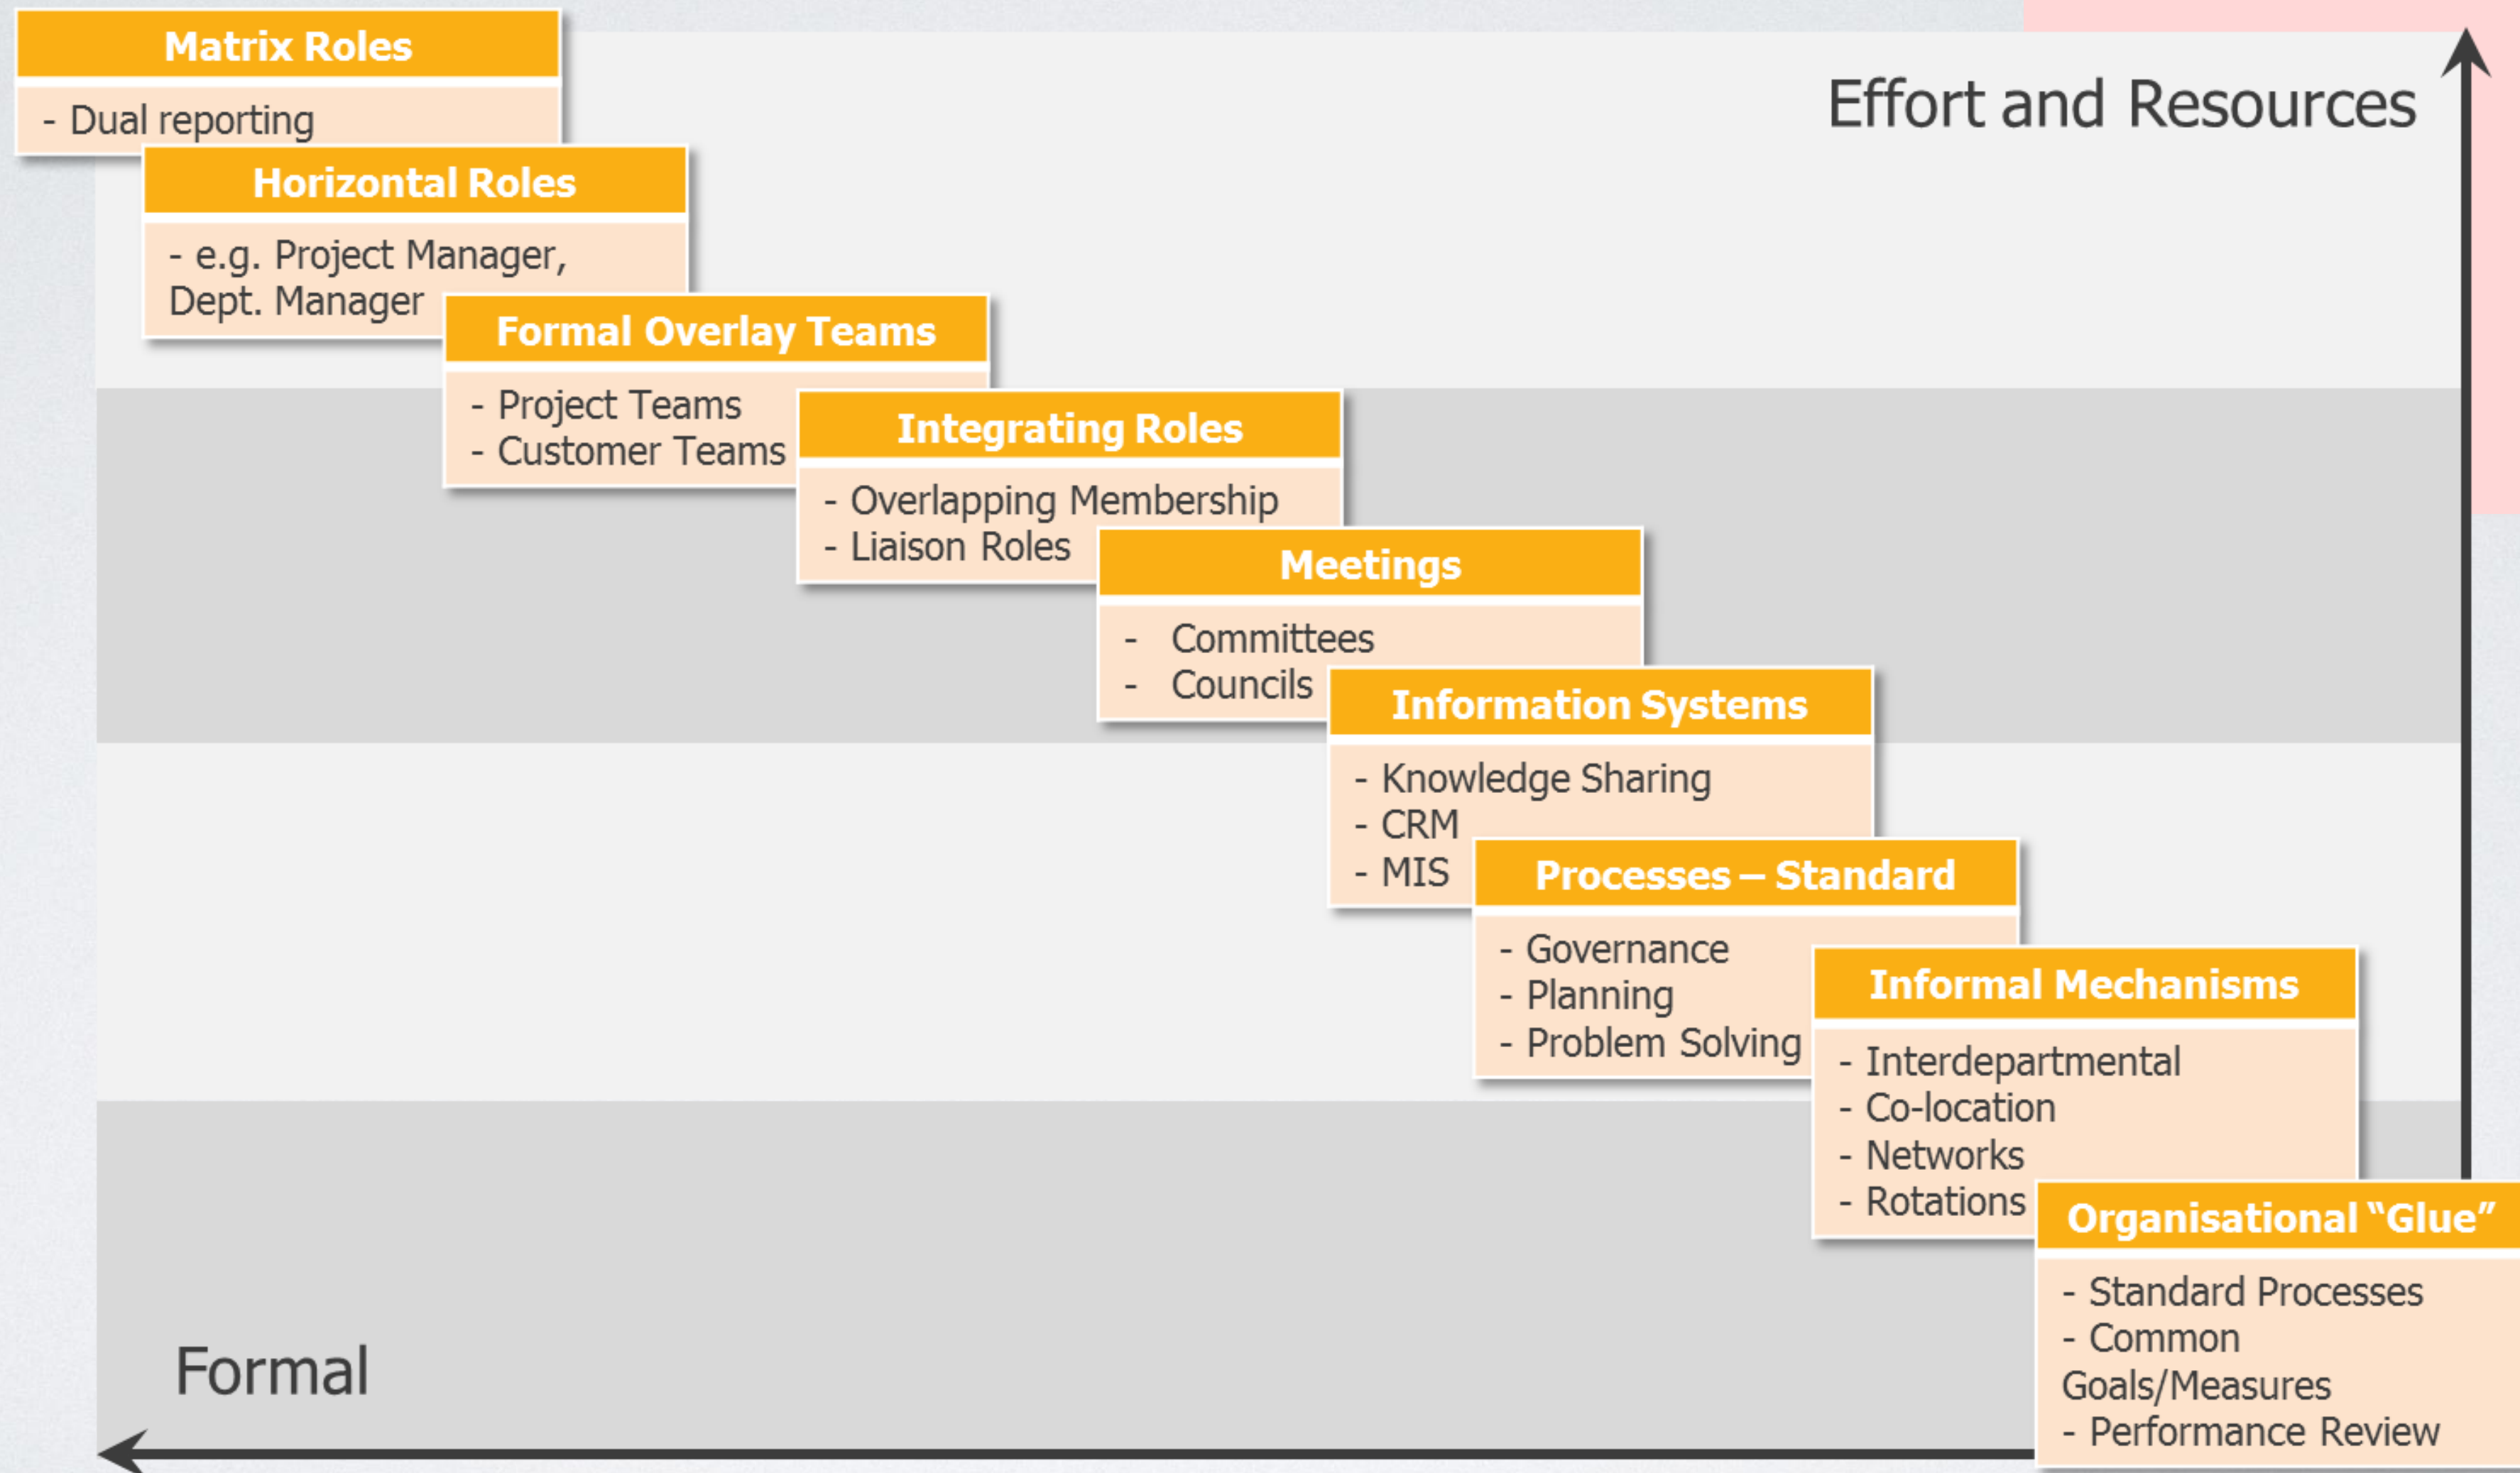 Matrix Roles
- Dual reporting
Effort and Resources
Horizontal Roles
- e.g. Project Manager,
Dept. Manager
Formal Overlay Teams
- Project Teams
- Customer Teams
Integrating Roles
- Overlapping Membership
- Liaison Roles
Meetings
- Committees
- Councils
Information Systems
- Knowledge Sharing
- CRM
- MIS
Processes – Standard
- Governance
- Planning
- Problem Solving
Informal Mechanisms
- Interdepartmental
- Co-location
- Networks
- Rotations
Organisational “Glue”
- Standard Processes
- Common
Goals/Measures
- Performance Review
Formal